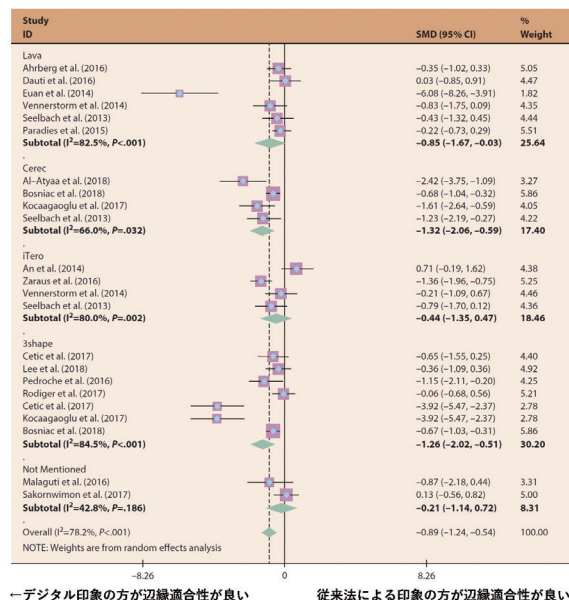 Study %
ID SMD (95% CI) Weight
Lava
Ahrberg et al. (2016) −0.35 (−1.02, 0.33) 5.05
Dauti et al. (2016) 0.03 (−0.85, 0.91) 4.47
Euan et al. (2014) −6.08 (−8.26, −3.91) 1.82
Vennerstorm et al. (2014) −0.83 (−1.75, 0.09) 4.35
Seelbach et al. (2013) −0.43 (−1.32, 0.45) 4.44
Paradies et al. (2015) −0.22 (−0.73, 0.29) 5.51
Subtotal (I²=82.5%, P<.001) −0.85 (−1.67, −0.03) 25.64
.
Cerec
Al–Atyaa et al. (2018) −2.42 (−3.75, −1.09) 3.27
Bosniac et al. (2018) −0.68 (−1.04, −0.32) 5.86
Kocaagaoglu et al. (2017) −1.61 (−2.64, −0.59) 4.05
Seelbach et al. (2013) −1.23 (−2.19, −0.27) 4.22
Subtotal (I²=66.0%, P=.032) −1.32 (−2.06, −0.59) 17.40
.
iTero
An et al. (2014) 0.71 (−0.19, 1.62) 4.38
Zaraus et al. (2016) −1.36 (−1.96, −0.75) 5.25
Vennerstorm et al. (2014) −0.21 (−1.09, 0.67) 4.46
Seelbach et al. (2013) −0.79 (−1.70, 0.12) 4.36
Subtotal (I²=80.0%, P=.002) −0.44 (−1.35, 0.47) 18.46
.
3shape
Cetic et al. (2017) −0.65 (−1.55, 0.25) 4.40
Lee et al. (2018) −0.36 (−1.09, 0.36) 4.92
Pedroche et al. (2016) −1.15 (−2.11, −0.20) 4.25
Rodiger et al. (2017) −0.06 (−0.68, 0.56) 5.21
Cetic et al. (2017) −3.92 (−5.47, −2.37) 2.78
Kocaagaoglu et al. (2017) −3.92 (−5.47, −2.37) 2.78
Bosniac et al. (2018) −0.67 (−1.03, −0.31) 5.86
Subtotal (I²=84.5%, P<.001) −1.26 (−2.02, −0.51) 30.20
.
Not Mentioned
Malaguti et al. (2016) −0.87 (−2.18, 0.44) 3.31
Sakornwimon et al. (2017) 0.13 (−0.56, 0.82) 5.00
Subtotal (I²=42.8%, P=.186) −0.21 (−1.14, 0.72) 8.31
.
Overall (I²=78.2%, P<.001) −0.89 (−1.24, −0.54) 100.00
NOTE: Weights are from random effects analysis
−8.26 0 8.26
←デジタル印象の方が辺縁適合性が良い 従来法による印象の方が辺縁適合性が良い